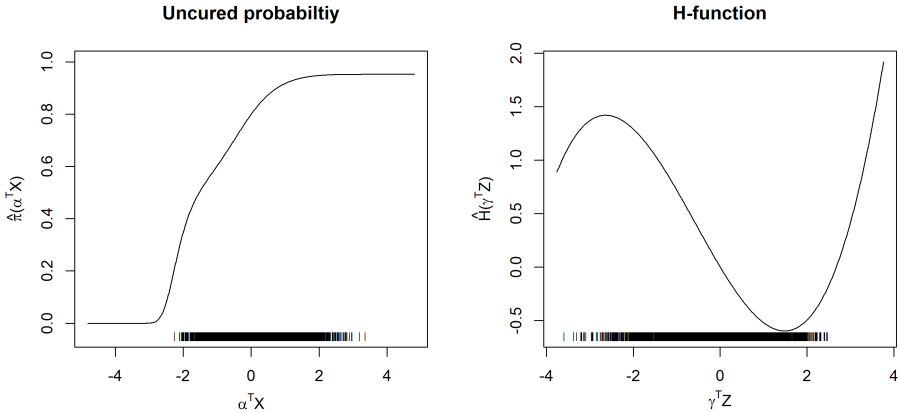 Uncured probabiltiy
1.0
0.8
0.6
0.4
0.2
0.0
π̂(αᵀX)
-4 -2 0 2 4
αᵀX
H-function
2.0
1.5
1.0
0.5
0.0
-0.5
Ĥ(γᵀZ)
-4 -2 0 2 4
γᵀZ